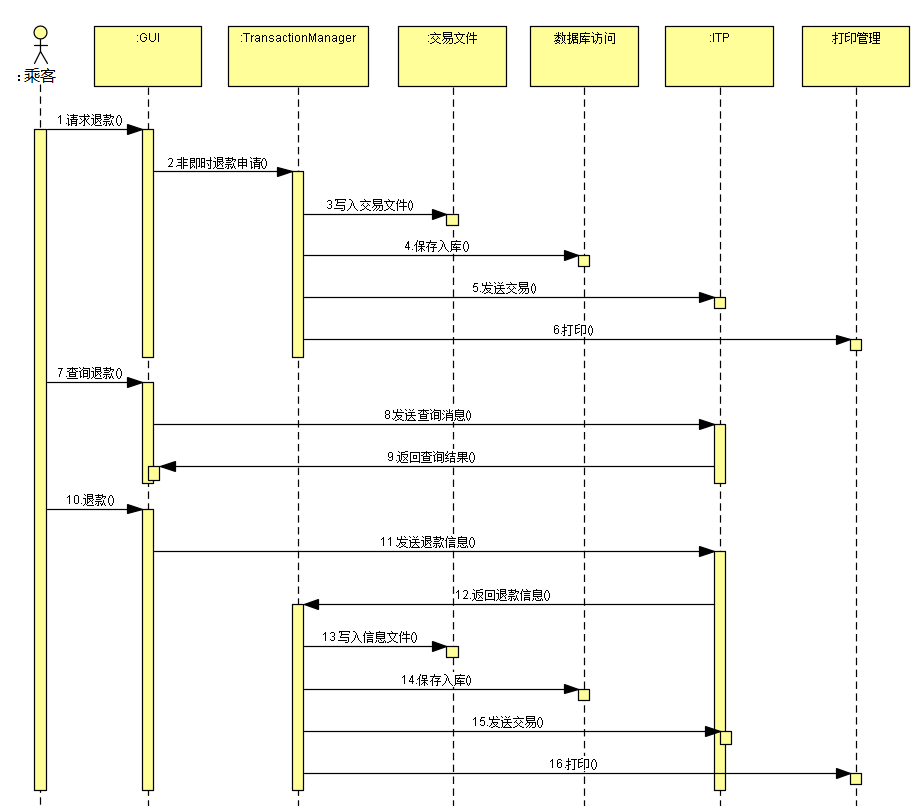 :乘客
:GUI
:TransactionManager
:交易文件
数据库访问
:ITP
打印管理
1.请求退款()
2.非即时退款申请()
3.写入交易文件()
4.保存入库()
5.发送交易()
6.打印()
7.查询退款()
8.发送查询消息()
9.返回查询结果()
10.退款()
11.发送退款信息()
12.返回退款信息()
13.写入信息文件()
14.保存入库()
15.发送交易()
16.打印()